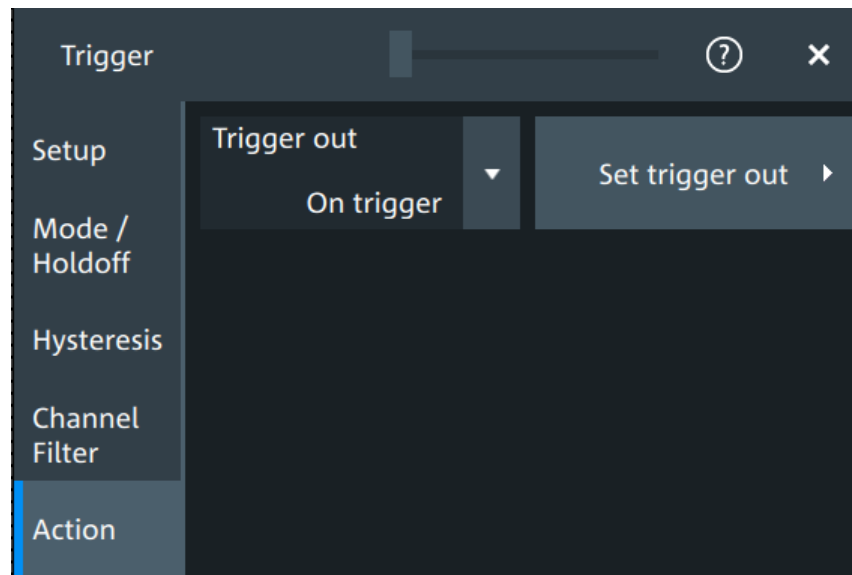 Trigger
?
Setup
Mode /
Holdoff
Hysteresis
Channel
Filter
Action
Trigger out
On trigger
Set trigger out